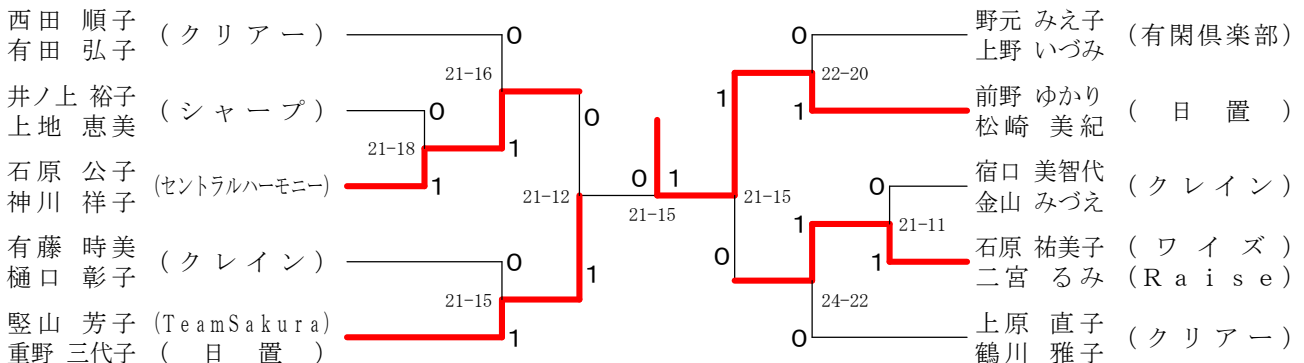 西田 順子
有田 弘子
(クリアー)
井ノ上 裕子
上地 恵美
(シャープ)
石原 公子
神川 祥子
(セントラルハーモニー)
有藤 時美
樋口 彰子
(クレイン)
竪山 芳子 (TeamSakura)
重野 三代子 (日置)
0
21-16
0
21-18
1
1
0
21-12
0
21-15
1
1
0
1
21-15
1
21-15
0
0
22-20
1
0
21-11
1
1
24-22
0
野元 みえ子
上野 いづみ
(有閑倶楽部)
前野 ゆかり
松崎 美紀
(日置)
宿口 美智代
金山 みづえ
(クレイン)
石原 祐美子 (ワイズ)
二宮 るみ (Raise)
上原 直子
鶴川 雅子
(クリアー)